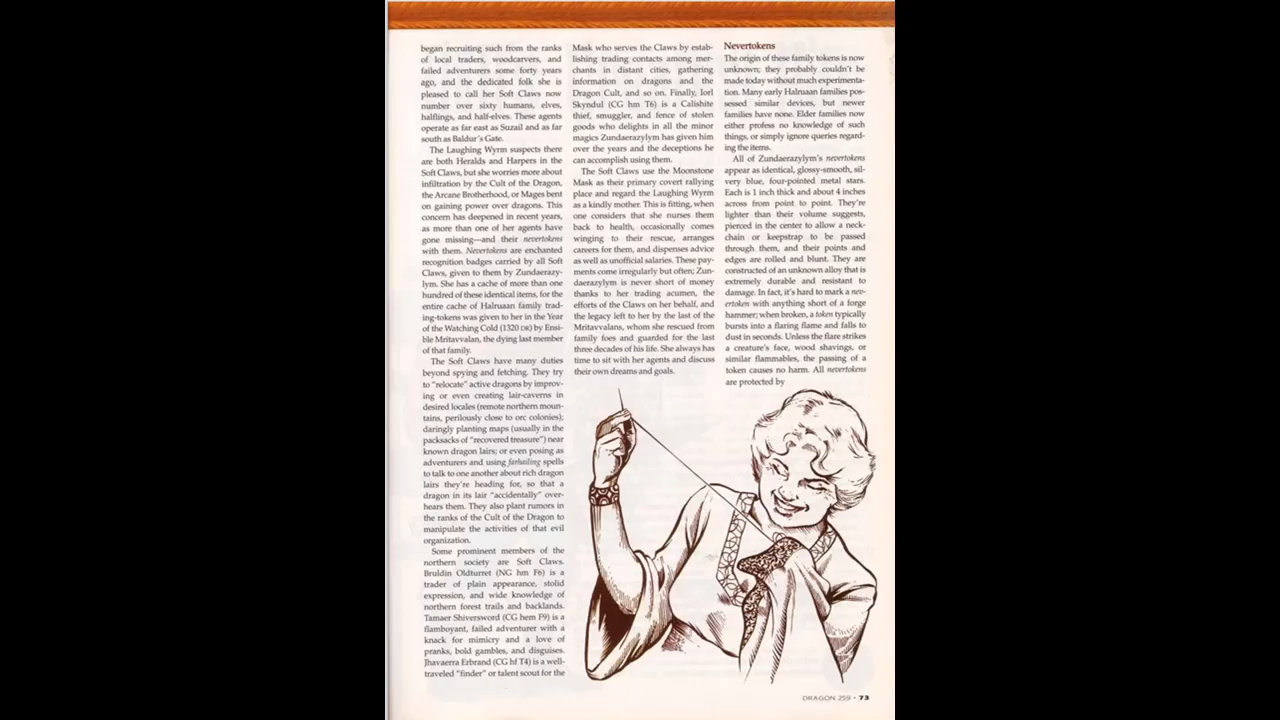 began recruiting such from the ranks
of local traders, woodcarvers, and
failed adventurers some forty years
ago, and the dedicated folk she is
pleased to call her Soft Claws now
number over sixty humans, elves,
halflings, and half-elves. These agents
operate as far east as Suzail and as far
south as Baldur's Gate.
The Laughing Wyrm suspects there
are both Heralds and Harpers in the
Soft Claws, but she worries more about
infiltration by the Cult of the Dragon,
the Arcane Brotherhood, or Mages bent
on gaining power over dragons. This
concern has deepened in recent years,
as more than one of her agents have
gone missing—and their nevertokens
with them. Nevertokens are enchanted
recognition badges carried by all Soft
Claws, given to them by Zundaerazy-
lym. She has a cache of more than one
hundred of these identical items, for the
entire cache of Halruaan family trad-
ing-tokens was given to her in the Year
of the Watching Cold (1320 DR) by Ensi-
ble Mritavvalan, the dying last member
of that family.
The Soft Claws have many duties
beyond spying and fetching. They try
to "relocate" active dragons by improv-
ing or even creating lair-caverns in
desired locales (remote northern moun-
tains, perilously close to orc colonies);
daringly planting maps (usually in the
packsacks of "recovered treasure") near
known dragon lairs; or even posing as
adventurers and using farhailing spells
to talk to one another about rich dragon
lairs they're heading for, so that a
dragon in its lair "accidentally" over-
hears them. They also plant rumors in
the ranks of the Cult of the Dragon to
manipulate the activities of that evil
organization.
Some prominent members of the
northern society are Soft Claws.
Bruldin Oldturret (NG hm F6) is a
trader of plain appearance, stolid
expression, and wide knowledge of
northern forest trails and backlands.
Tamaer Shiversword (CG hem F9) is a
flamboyant, failed adventurer with a
knack for mimicry and a love of
pranks, bold gambles, and disguises.
Jhavaerra Erbrand (CG hf T4) is a well-
traveled "finder" or talent scout for the
Mask who serves the Claws by estab-
lishing trading contacts among mer-
chants in distant cities, gathering
information on dragons and the
Dragon Cult, and so on. Finally, Iorl
Skyndul (CG hm T6) is a Calishite
thief, smuggler, and fence of stolen
goods who delights in all the minor
magics Zundaerazylym has given him
over the years and the deceptions he
can accomplish using them.
The Soft Claws use the Moonstone
Mask as their primary covert rallying
place and regard the Laughing Wyrm
as a kindly mother. This is fitting, when
one considers that she nurses them
back to health, occasionally comes
winging to their rescue, arranges
careers for them, and dispenses advice
as well as unofficial salaries. These pay-
ments come irregularly but often; Zun-
daerazylym is never short of money
thanks to her trading acumen, the
efforts of the Claws on her behalf, and
the legacy left to her by the last of the
Mritavvalans, whom she rescued from
family foes and guarded for the last
three decades of his life. She always has
time to sit with her agents and discuss
their own dreams and goals.
Nevertokens
The origin of these family tokens is now
unknown; they probably couldn't be
made today without much experimenta-
tion. Many early Halruaan families pos-
sessed similar devices, but newer
families have none. Elder families now
either profess no knowledge of such
things, or simply ignore queries regard-
ing the items.
All of Zundaerazylym's nevertokens
appear as identical, glossy-smooth, sil-
very blue, four-pointed metal stars.
Each is 1 inch thick and about 4 inches
across from point to point. They're
lighter than their volume suggests,
pierced in the center to allow a neck-
chain or keepstrap to be passed
through them, and their points and
edges are rolled and blunt. They are
constructed of an unknown alloy that is
extremely durable and resistant to
damage. In fact, it's hard to mark a nev-
ertoken with anything short of a forge
hammer; when broken, a token typically
bursts into a flaring flame and falls to
dust in seconds. Unless the flare strikes
a creature's face, wood shavings, or
similar flammables, the passing of a
token causes no harm. All nevertokens
are protected by
DRAGON 259 • 73